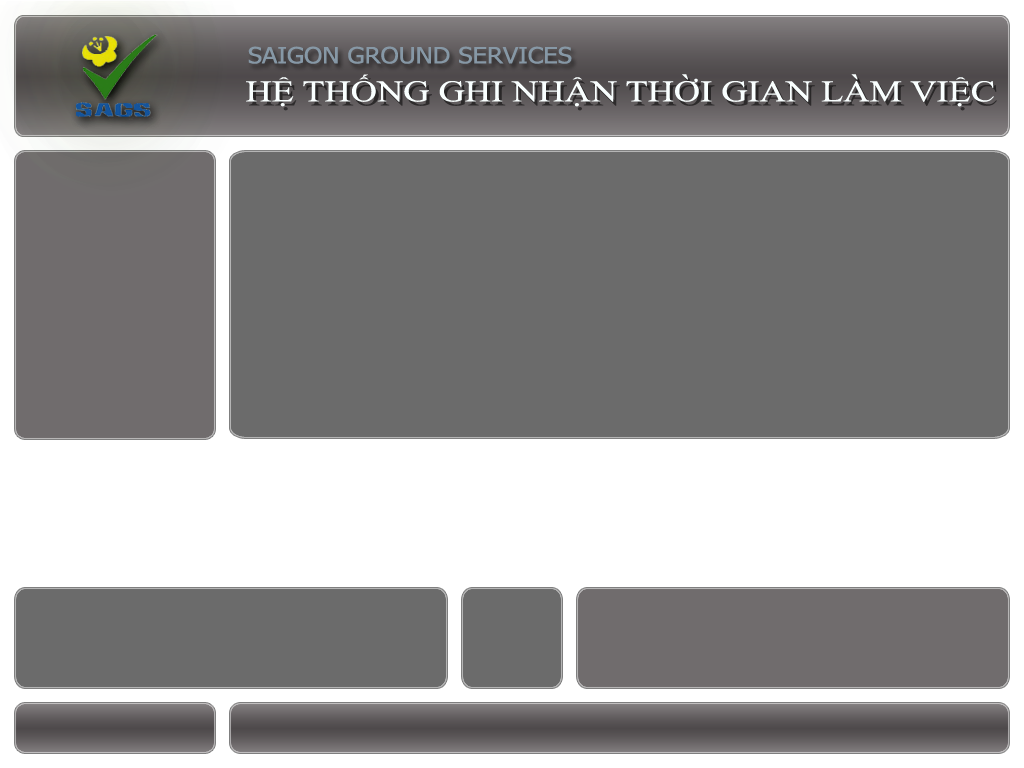 SAGS
SAIGON GROUND SERVICES
HỆ THỐNG GHI NHẬN THỜI GIAN LÀM VIỆC